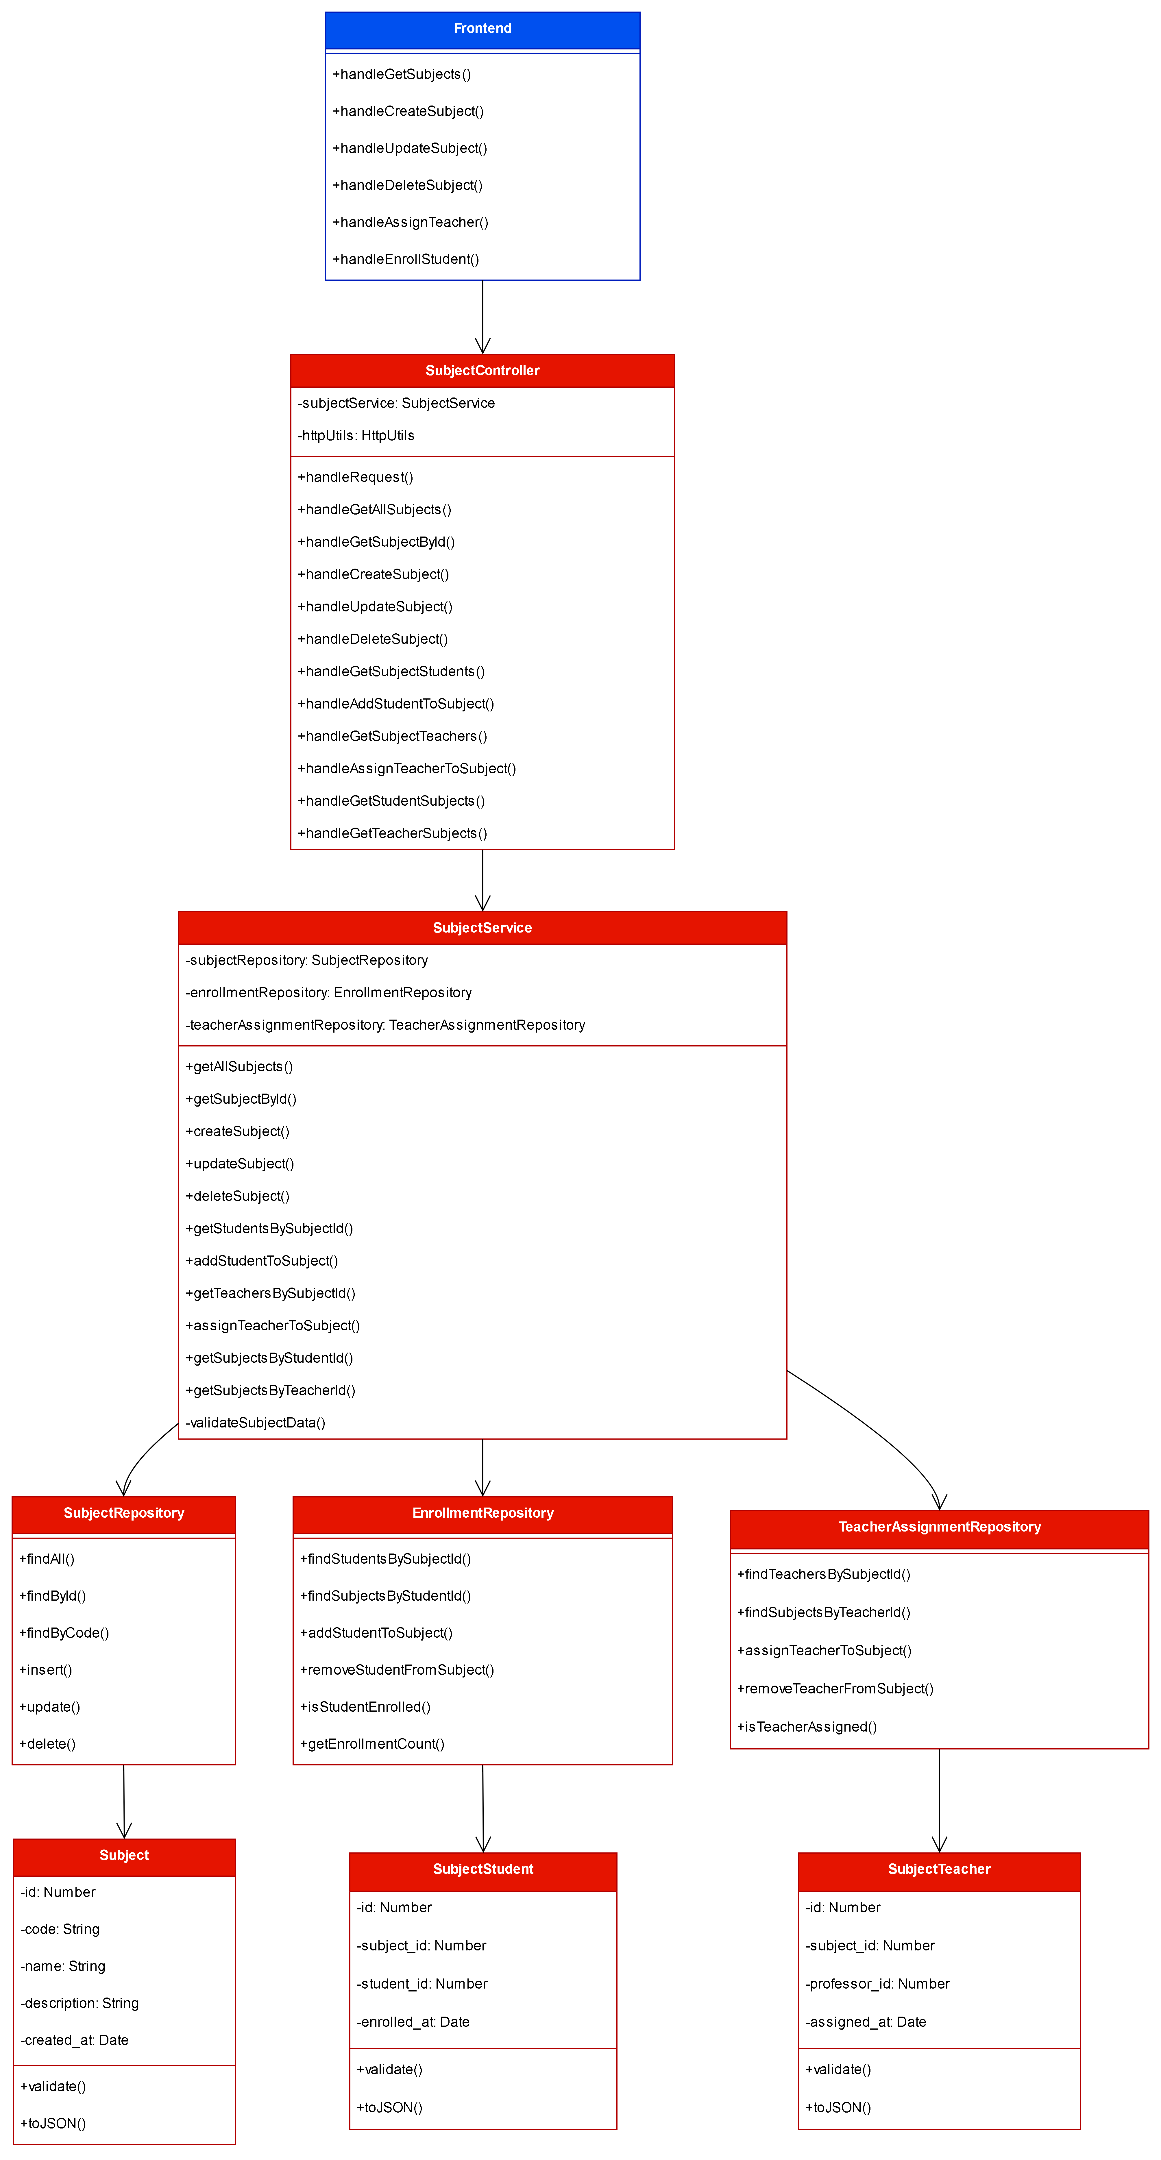 Frontend
+handleGetSubjects()
+handleCreateSubject()
+handleUpdateSubject()
+handleDeleteSubject()
+handleAssignTeacher()
+handleEnrollStudent()
SubjectController
-subjectService: SubjectService
-httpUtils: HttpUtils
+handleRequest()
+handleGetAllSubjects()
+handleGetSubjectById()
+handleCreateSubject()
+handleUpdateSubject()
+handleDeleteSubject()
+handleGetSubjectStudents()
+handleAddStudentToSubject()
+handleGetSubjectTeachers()
+handleAssignTeacherToSubject()
+handleGetStudentSubjects()
+handleGetTeacherSubjects()
SubjectService
-subjectRepository: SubjectRepository
-enrollmentRepository: EnrollmentRepository
-teacherAssignmentRepository: TeacherAssignmentRepository
+getAllSubjects()
+getSubjectById()
+createSubject()
+updateSubject()
+deleteSubject()
+getStudentsBySubjectId()
+addStudentToSubject()
+getTeachersBySubjectId()
+assignTeacherToSubject()
+getSubjectsByStudentId()
+getSubjectsByTeacherId()
-validateSubjectData()
SubjectRepository
+findAll()
+findById()
+findByCode()
+insert()
+update()
+delete()
EnrollmentRepository
+findStudentsBySubjectId()
+findSubjectsByStudentId()
+addStudentToSubject()
+removeStudentFromSubject()
+isStudentEnrolled()
+getEnrollmentCount()
TeacherAssignmentRepository
+findTeachersBySubjectId()
+findSubjectsByTeacherId()
+assignTeacherToSubject()
+removeTeacherFromSubject()
+isTeacherAssigned()
Subject
-id: Number
-code: String
-name: String
-description: String
-created_at: Date
+validate()
+toJSON()
SubjectStudent
-id: Number
-subject_id: Number
-student_id: Number
-enrolled_at: Date
+validate()
+toJSON()
SubjectTeacher
-id: Number
-subject_id: Number
-professor_id: Number
-assigned_at: Date
+validate()
+toJSON()